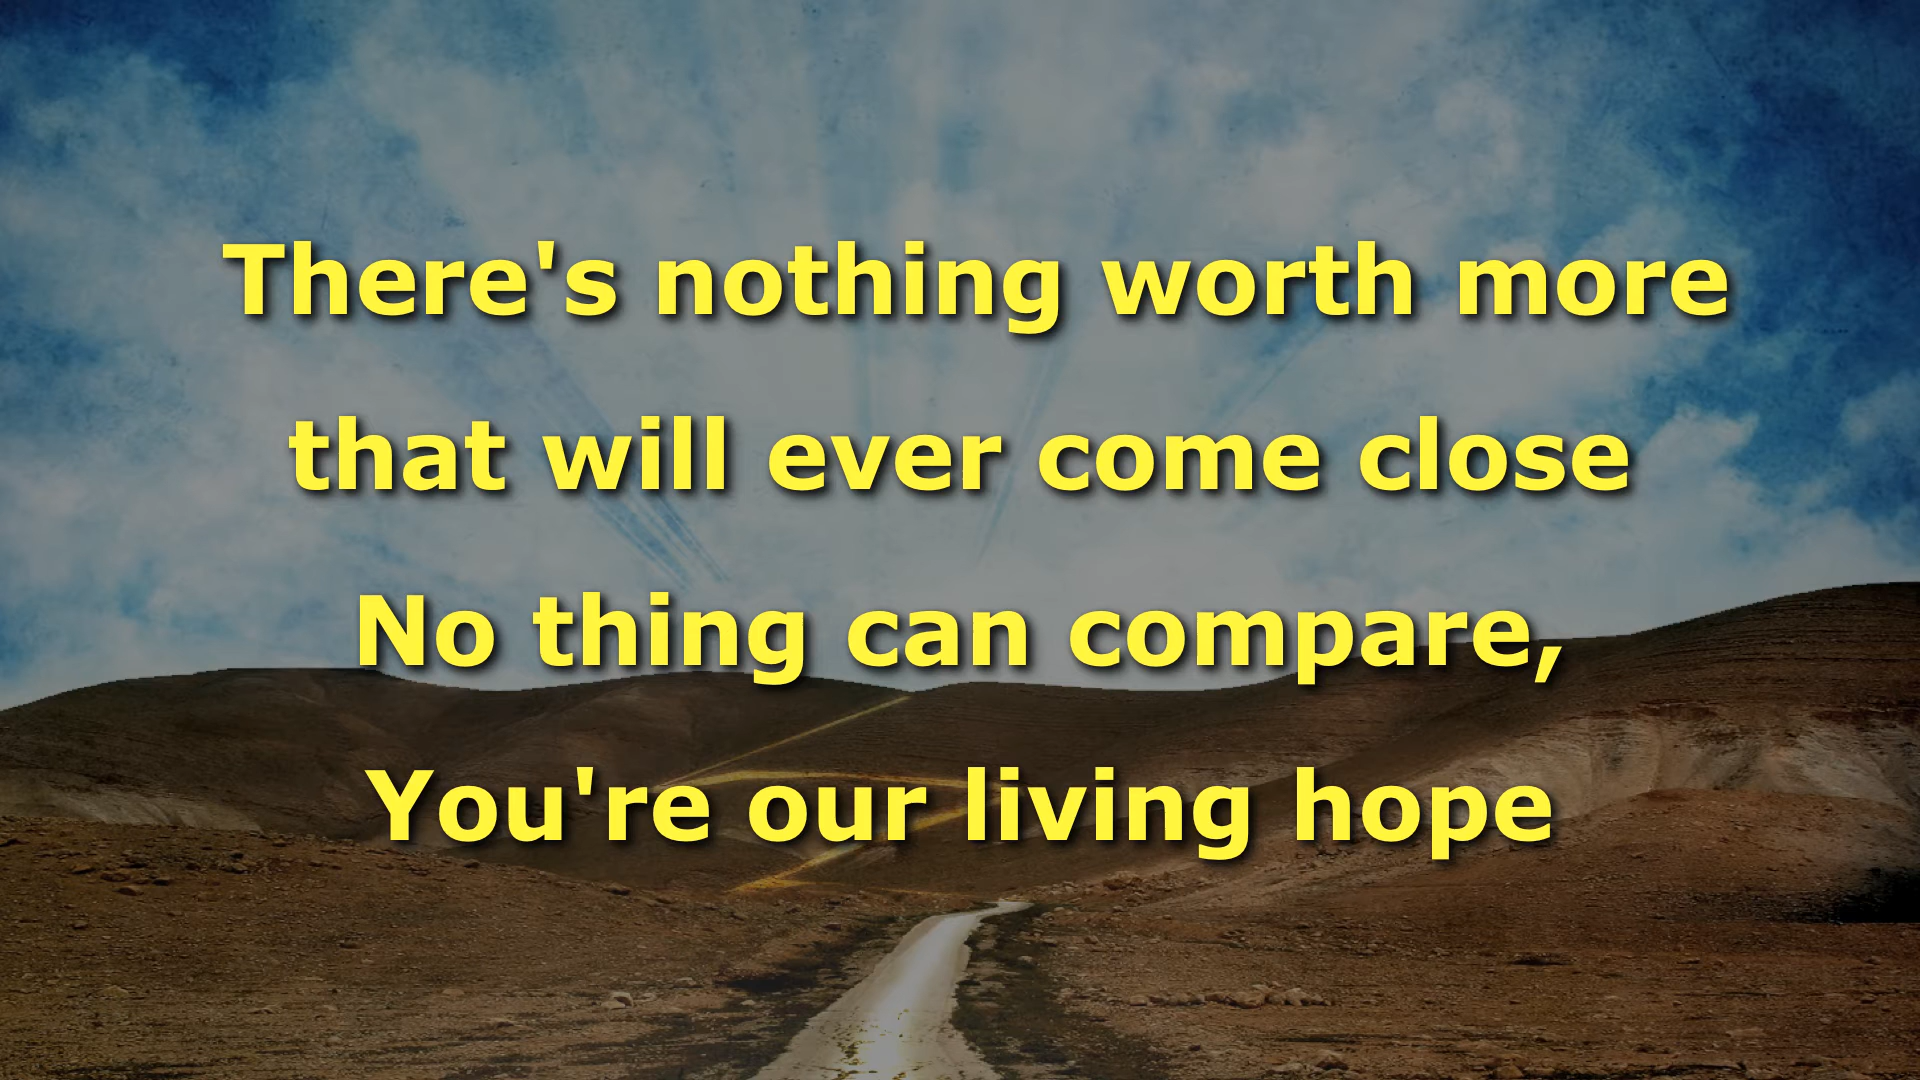 There's nothing worth more
that will ever come close
No thing can compare,
You're our living hope